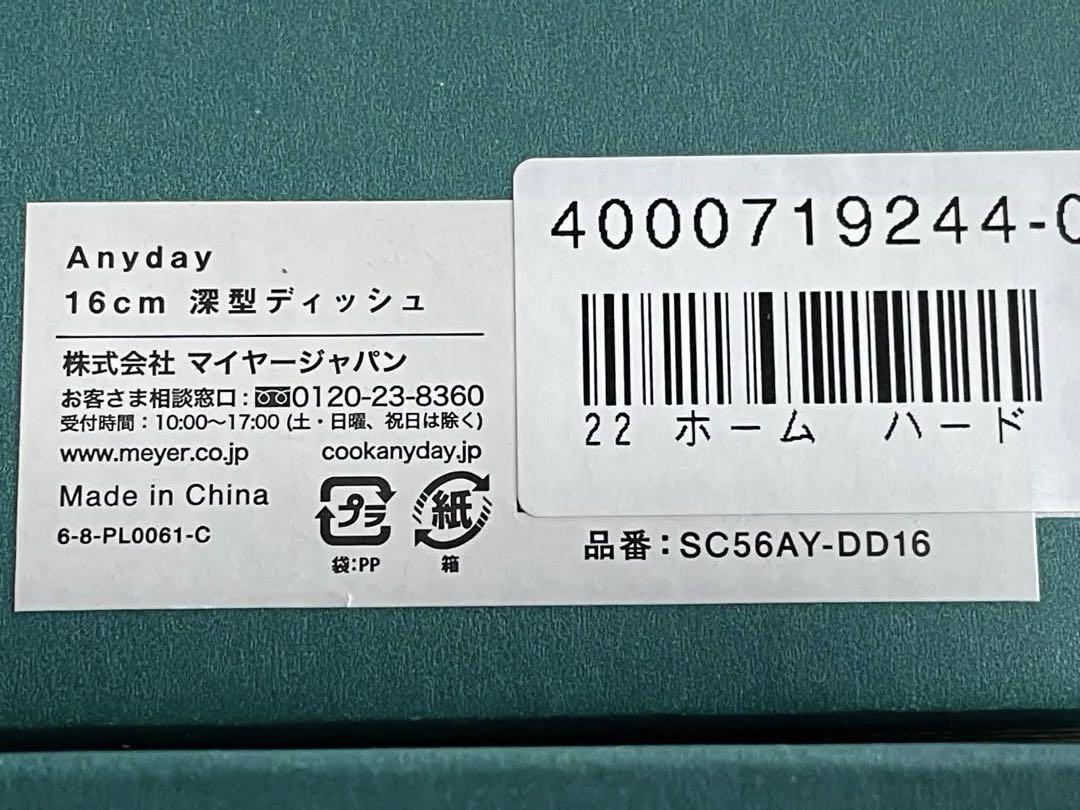 Anyday
16cm 深型ディッシュ
株式会社 マイヤージャパン
お客さま相談窓口:0120-23-8360
受付時間:10:00〜17:00 (土・日曜、祝日は除く)
www.meyer.co.jp cookanyday.jp
Made in China
6-8-PL0061-C
プラ
袋:PP
紙
箱
4000719244-0
22 ホーム ハード
品番:SC56AY-DD16